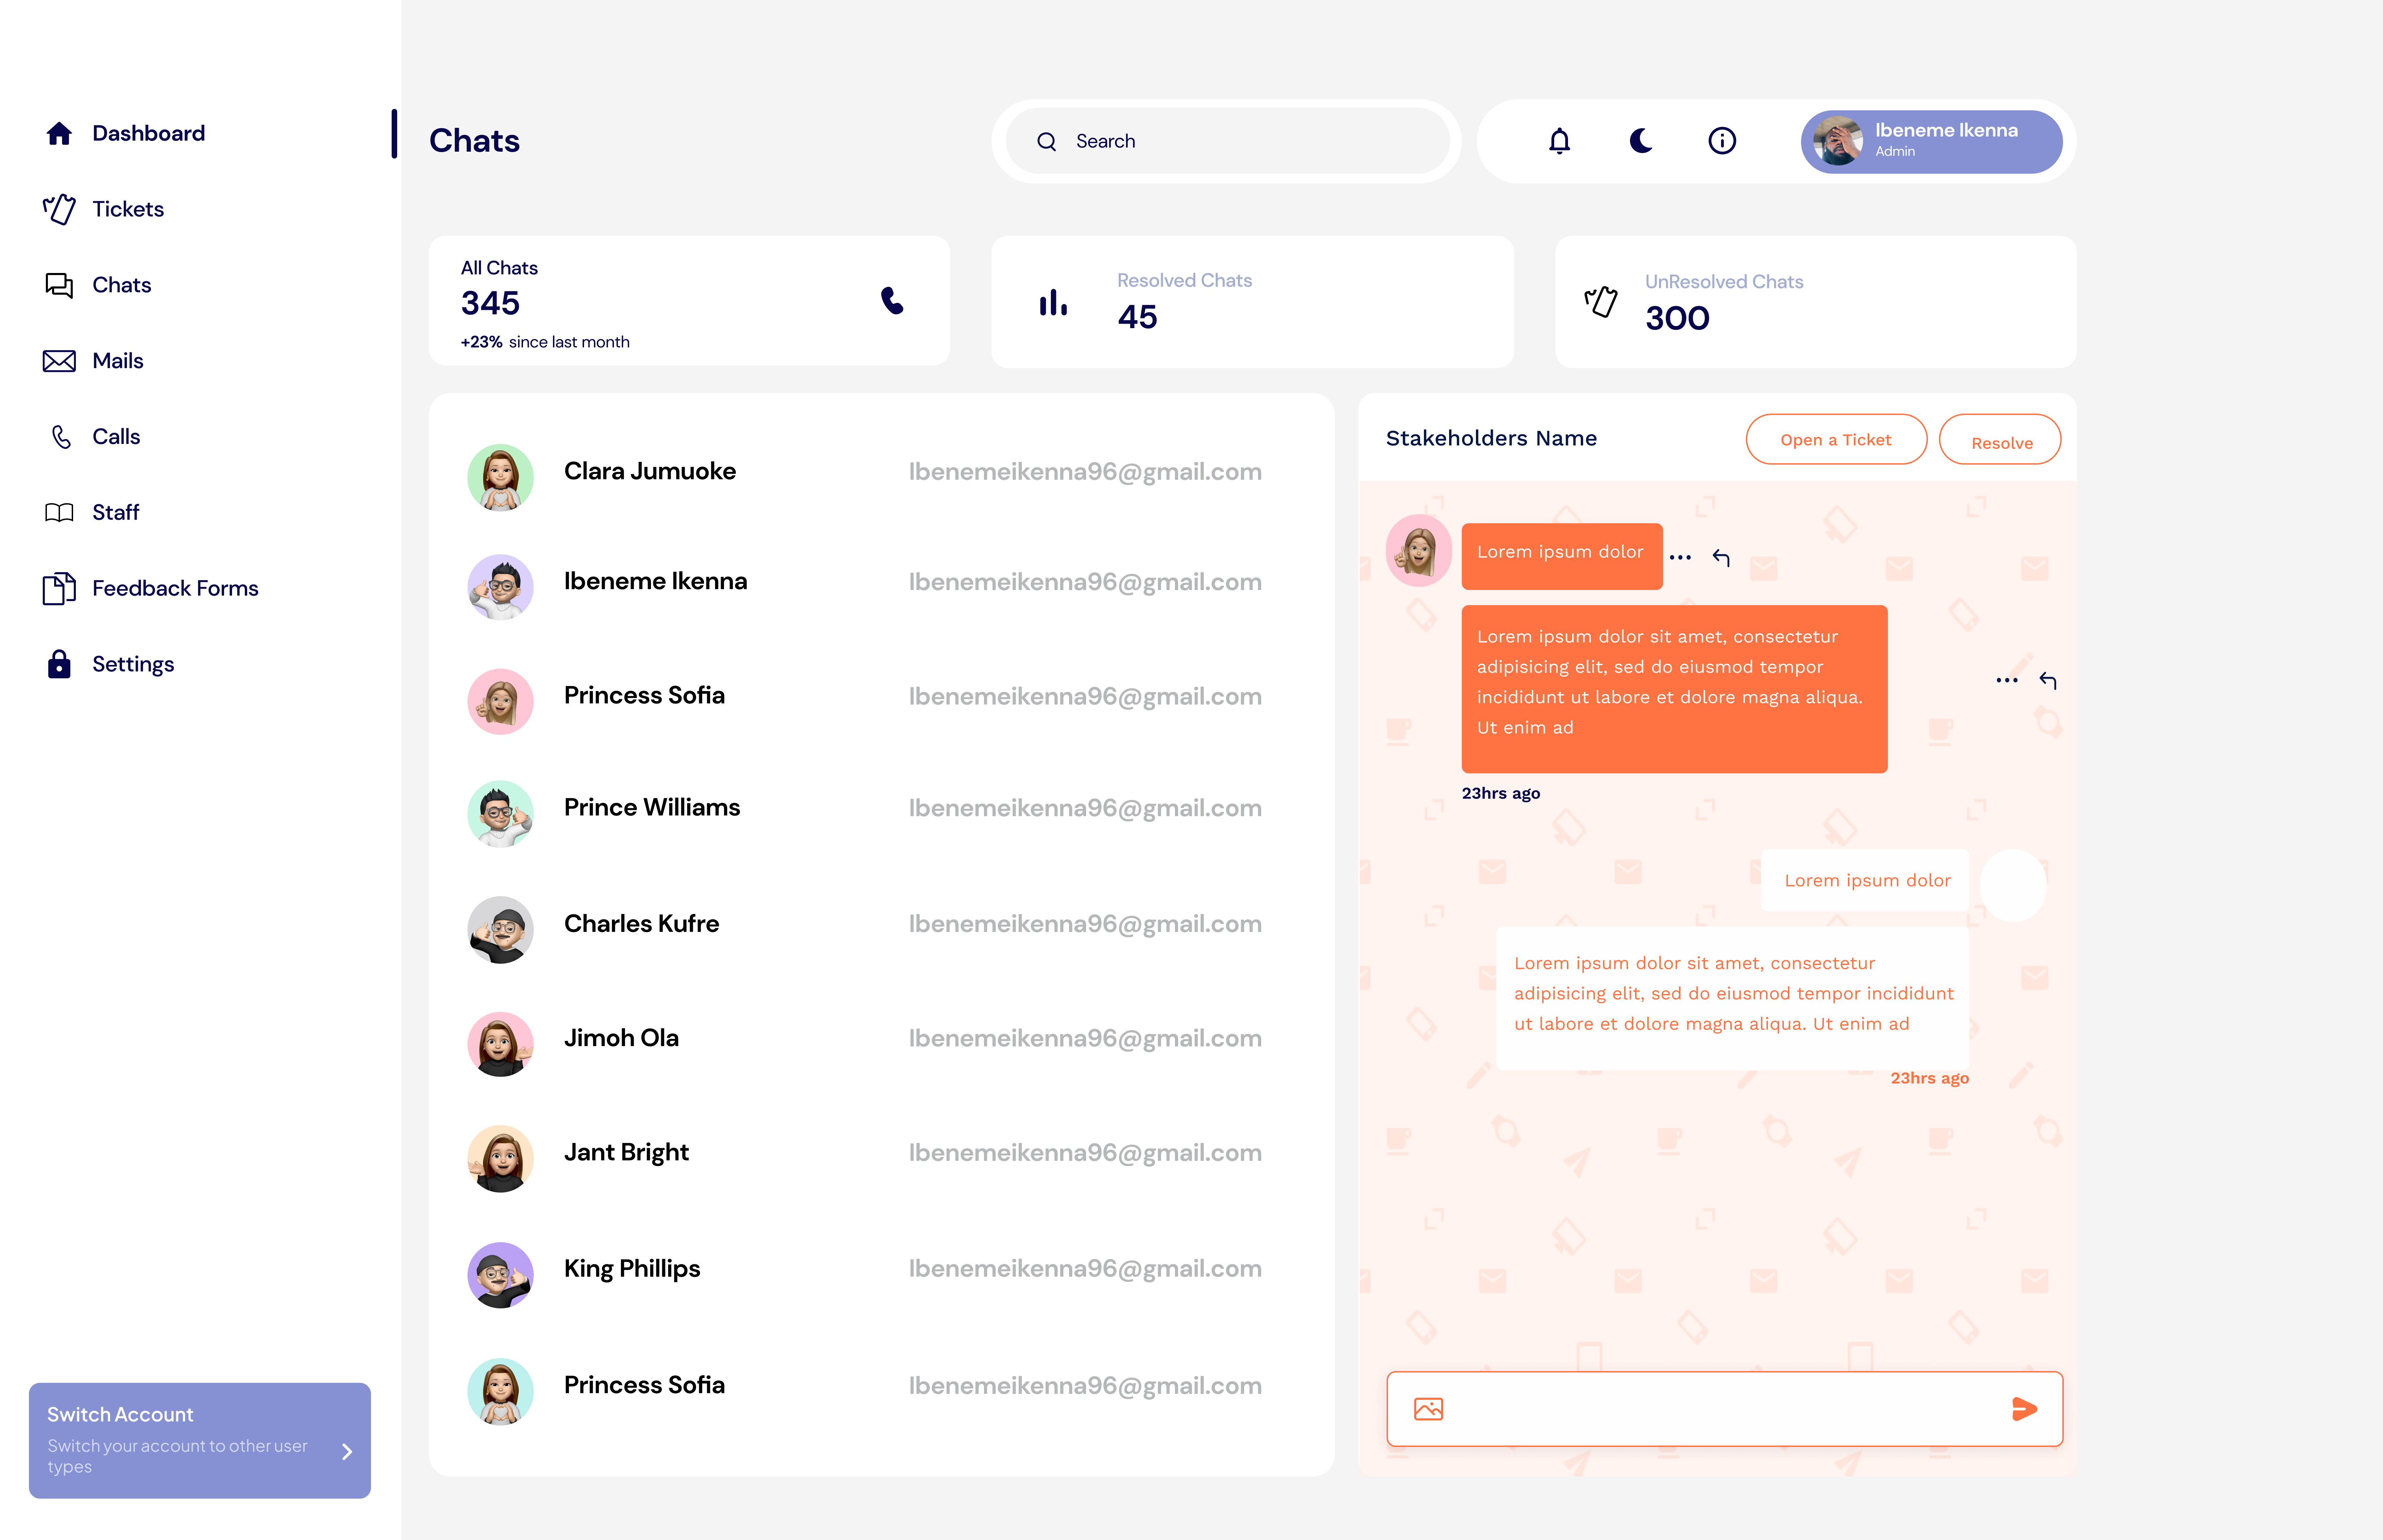 Dashboard
Tickets
Chats
Mails
Calls
Staff
Feedback Forms
Settings
Switch Account
Switch your account to other user
types
Chats
Search
Ibeneme Ikenna
Admin
All Chats
345
+23% since last month
Resolved Chats
45
UnResolved Chats
300
Clara Jumuoke Ibenemeikenna96@gmail.com
Ibeneme Ikenna Ibenemeikenna96@gmail.com
Princess Sofia Ibenemeikenna96@gmail.com
Prince Williams Ibenemeikenna96@gmail.com
Charles Kufre Ibenemeikenna96@gmail.com
Jimoh Ola Ibenemeikenna96@gmail.com
Jant Bright Ibenemeikenna96@gmail.com
King Phillips Ibenemeikenna96@gmail.com
Princess Sofia Ibenemeikenna96@gmail.com
Stakeholders Name
Open a Ticket
Resolve
Lorem ipsum dolor
Lorem ipsum dolor sit amet, consectetur
adipisicing elit, sed do eiusmod tempor
incididunt ut labore et dolore magna aliqua.
Ut enim ad
23hrs ago
Lorem ipsum dolor
Lorem ipsum dolor sit amet, consectetur
adipisicing elit, sed do eiusmod tempor incididunt
ut labore et dolore magna aliqua. Ut enim ad
23hrs ago